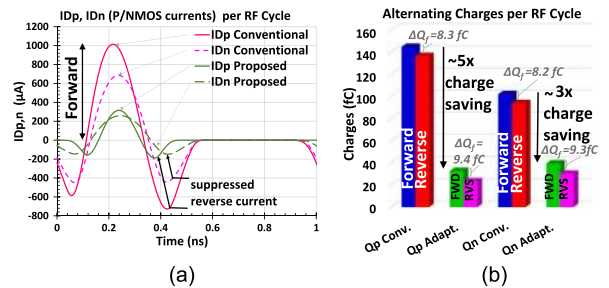 IDp, IDn (P/NMOS currents) per RF Cycle
IDp,n (µA)
1200
1000
800
600
400
200
0
-200
-400
-600
-800
Forward
IDp Conventional
IDn Conventional
IDp Proposed
IDn Proposed
suppressed
reverse current
0
0.2
0.4
0.6
0.8
1
Time (ns)
(a)
Alternating Charges per RF Cycle
Charges (fC)
160
140
120
100
80
60
40
20
0
ΔQf=8.3 fC
~5x
charge
saving
ΔQf =
9.4 fC
ΔQf=8.2 fC
~3x
charge
saving
ΔQf=9.3fC
Forward
Reverse
FWD
RVS
Forward
Reverse
FWD
RVS
Qp Conv.
Qp Adapt.
Qn Conv.
Qn Adapt.
(b)